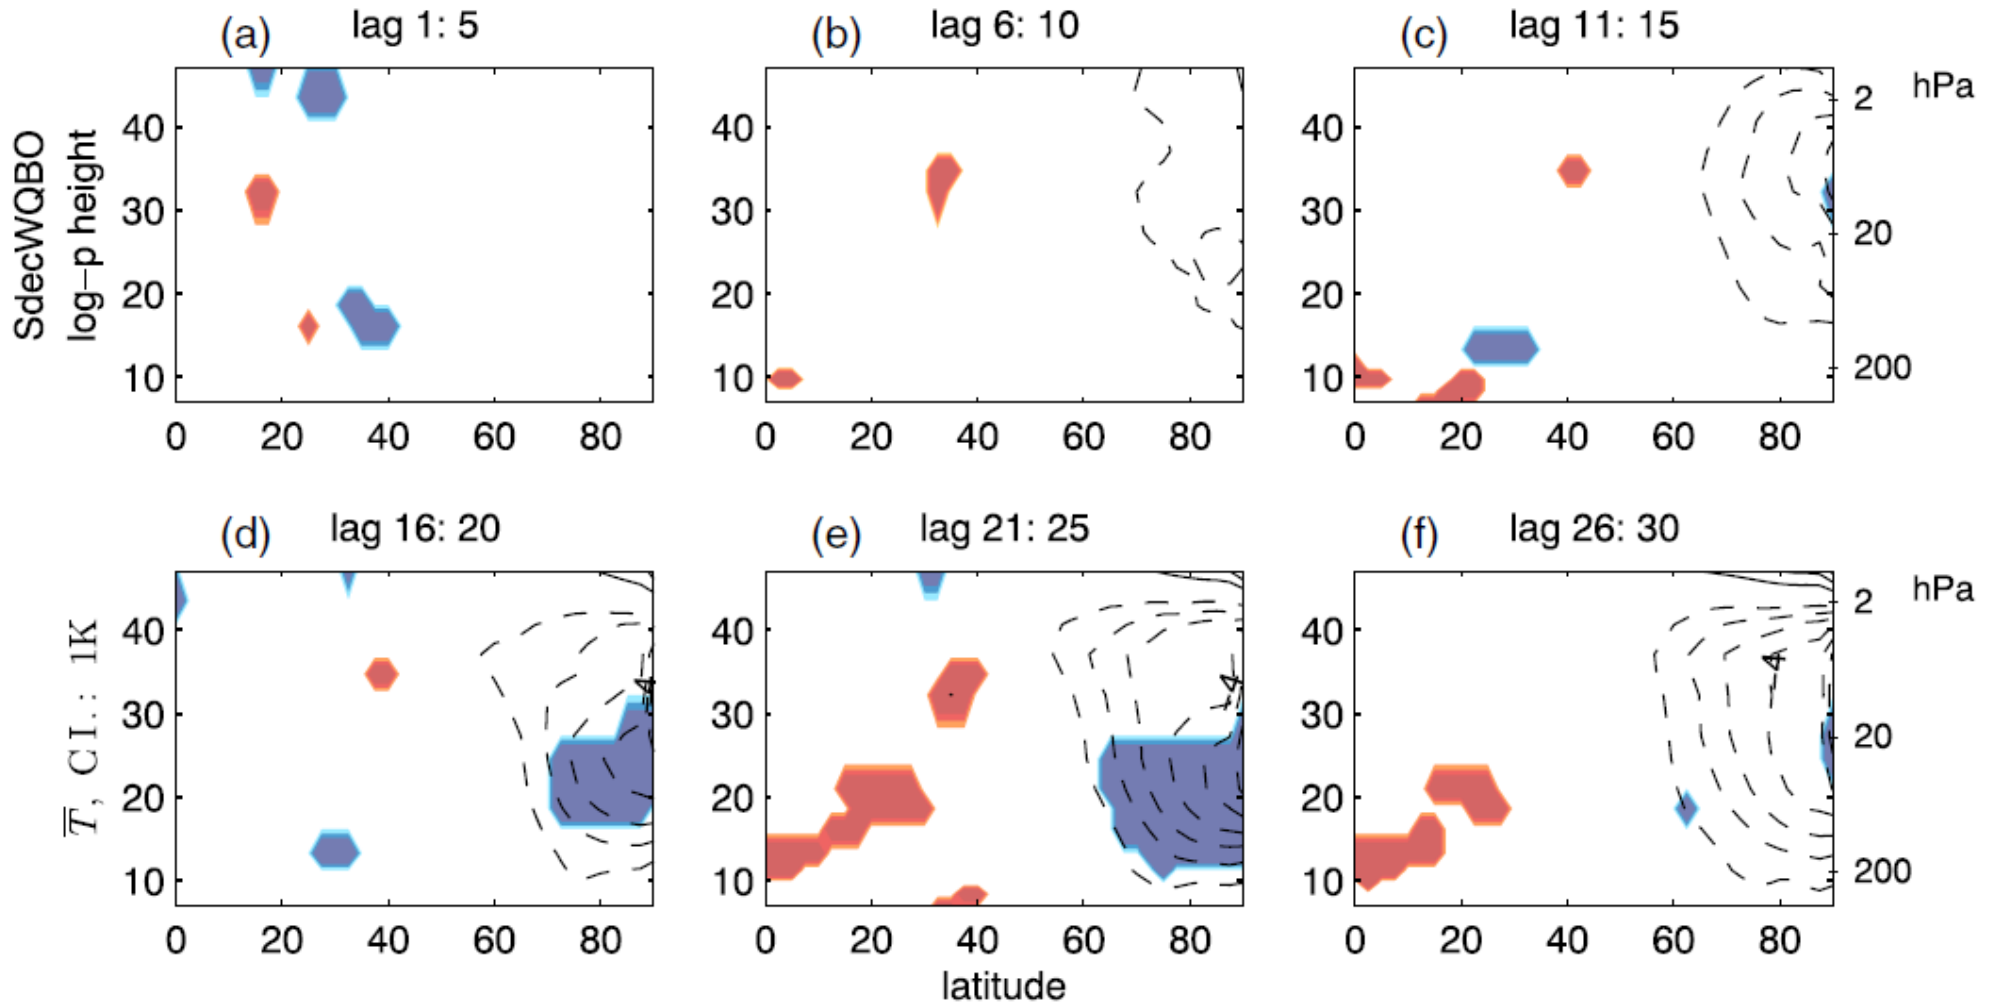 (a) lag 1: 5
(b) lag 6: 10
(c) lag 11: 15
SdecWQBO
log-p height
40
30
20
10
0 20 40 60 80
40
30
20
10
0 20 40 60 80
40
30
20
10
0 20 40 60 80
hPa
2
20
200
(d) lag 16: 20
(e) lag 21: 25
(f) lag 26: 30
T̅, CI.: 1K
40
30
20
10
0 20 40 60 80
4
40
30
20
10
0 20 40 60 80
-4
40
30
20
10
0 20 40 60 80
4
hPa
2
20
200
latitude